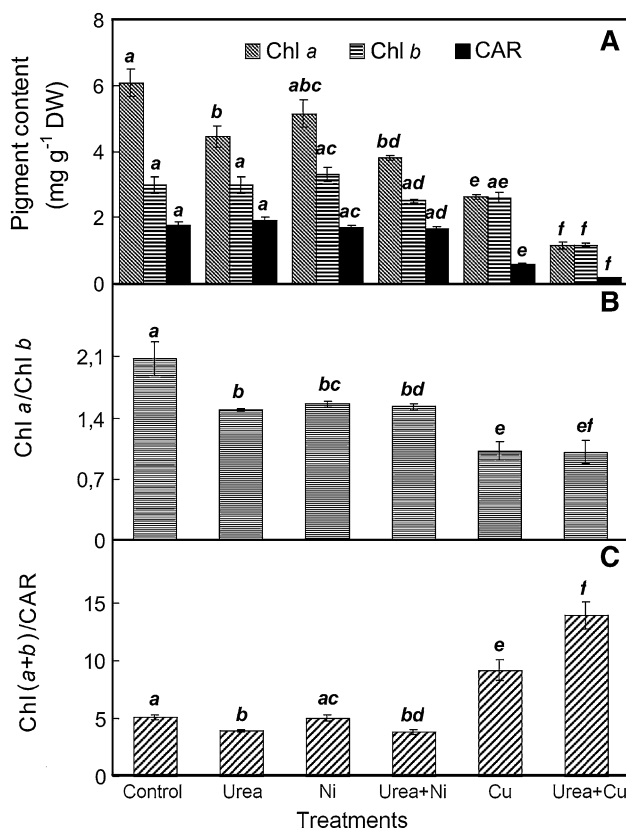 8
A
Chl a Chl b CAR
Pigment content
(mg g⁻¹ DW)
6
4
2
0
a a a
b a a
abc ac ac
bd ad ad
e ae e
f f f
B
Chl a/Chl b
2,1
1,4
0,7
0
a b bc bd e ef
C
Chl (a+b)/CAR
15
10
5
0
a b ac bd e f
Control Urea Ni Urea+Ni Cu Urea+Cu
Treatments